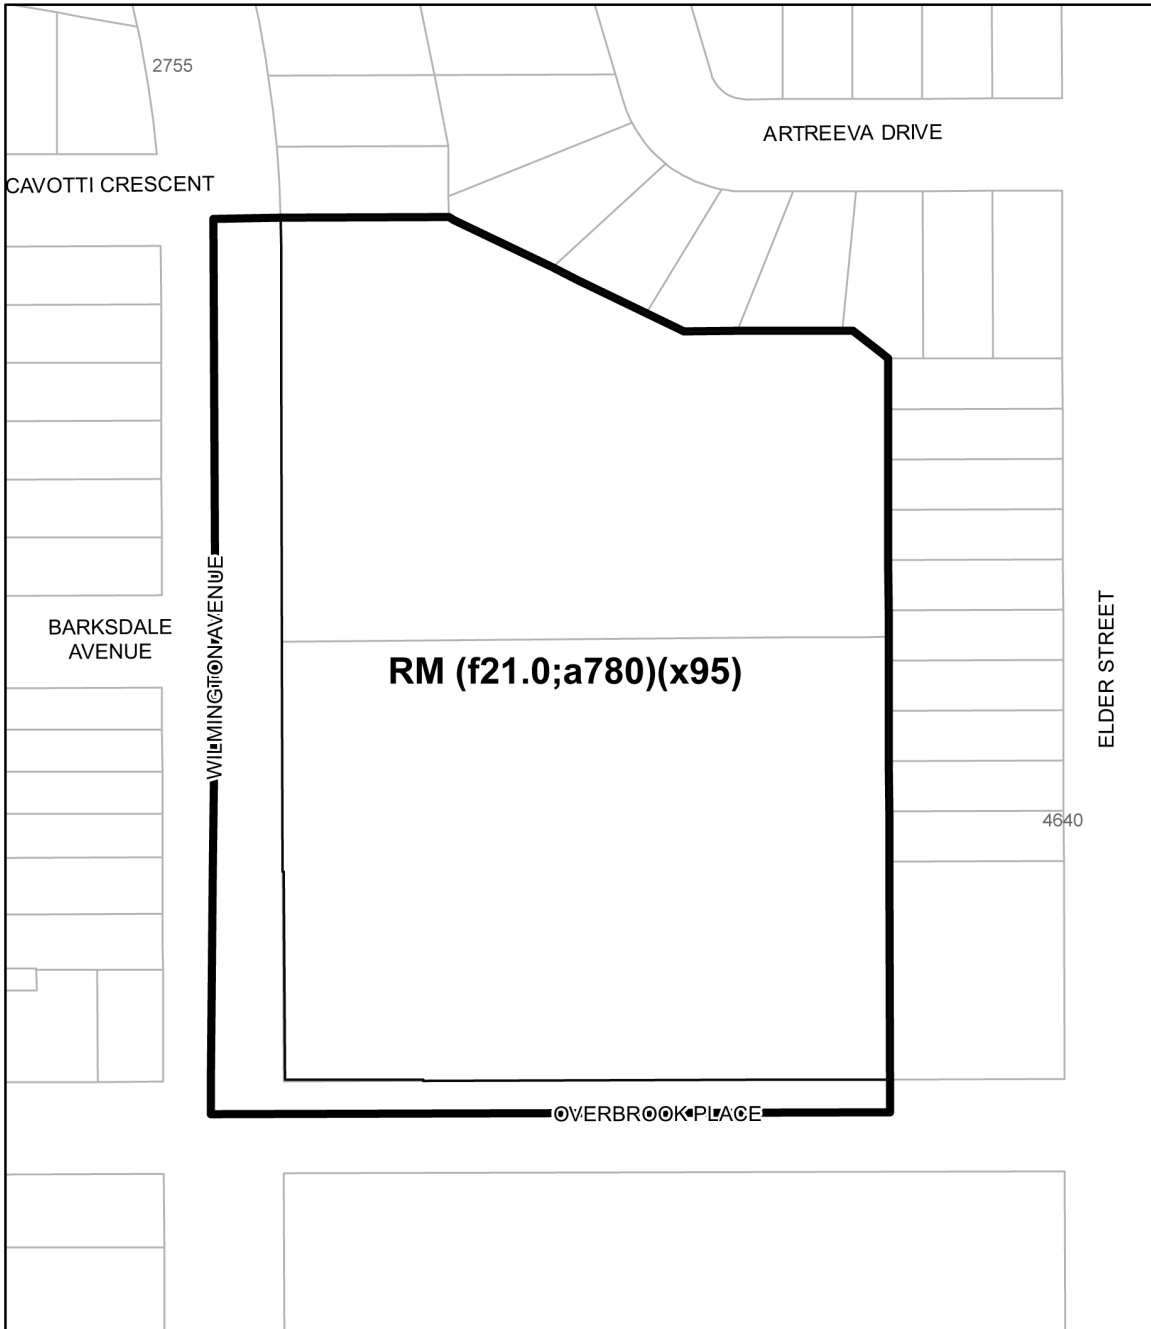 2755
ARTREEVA DRIVE
CAVOTTI CRESCENT
WILMINGTON AVENUE
BARKSDALE
AVENUE
RM (f21.0;a780)(x95)
ELDER STREET
4640
OVERBROOK PLACE